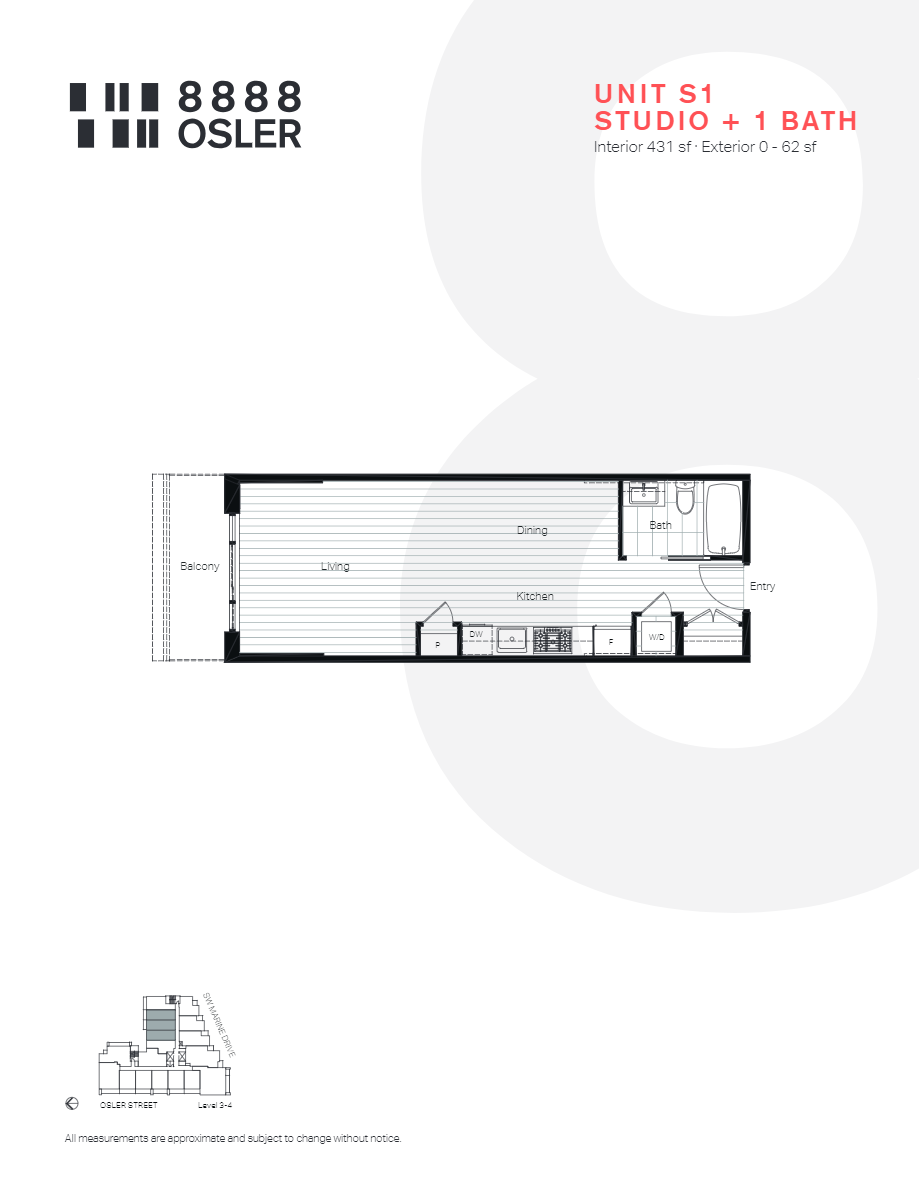 8888
OSLER
UNIT S1
STUDIO + 1 BATH
Interior 431 sf · Exterior 0 - 62 sf
8
Dining
Bath
Balcony
Living
Entry
Kitchen
DW
P
F
W/D
SW MARINE DRIVE
OSLER STREET
Level 3-4
All measurements are approximate and subject to change without notice.